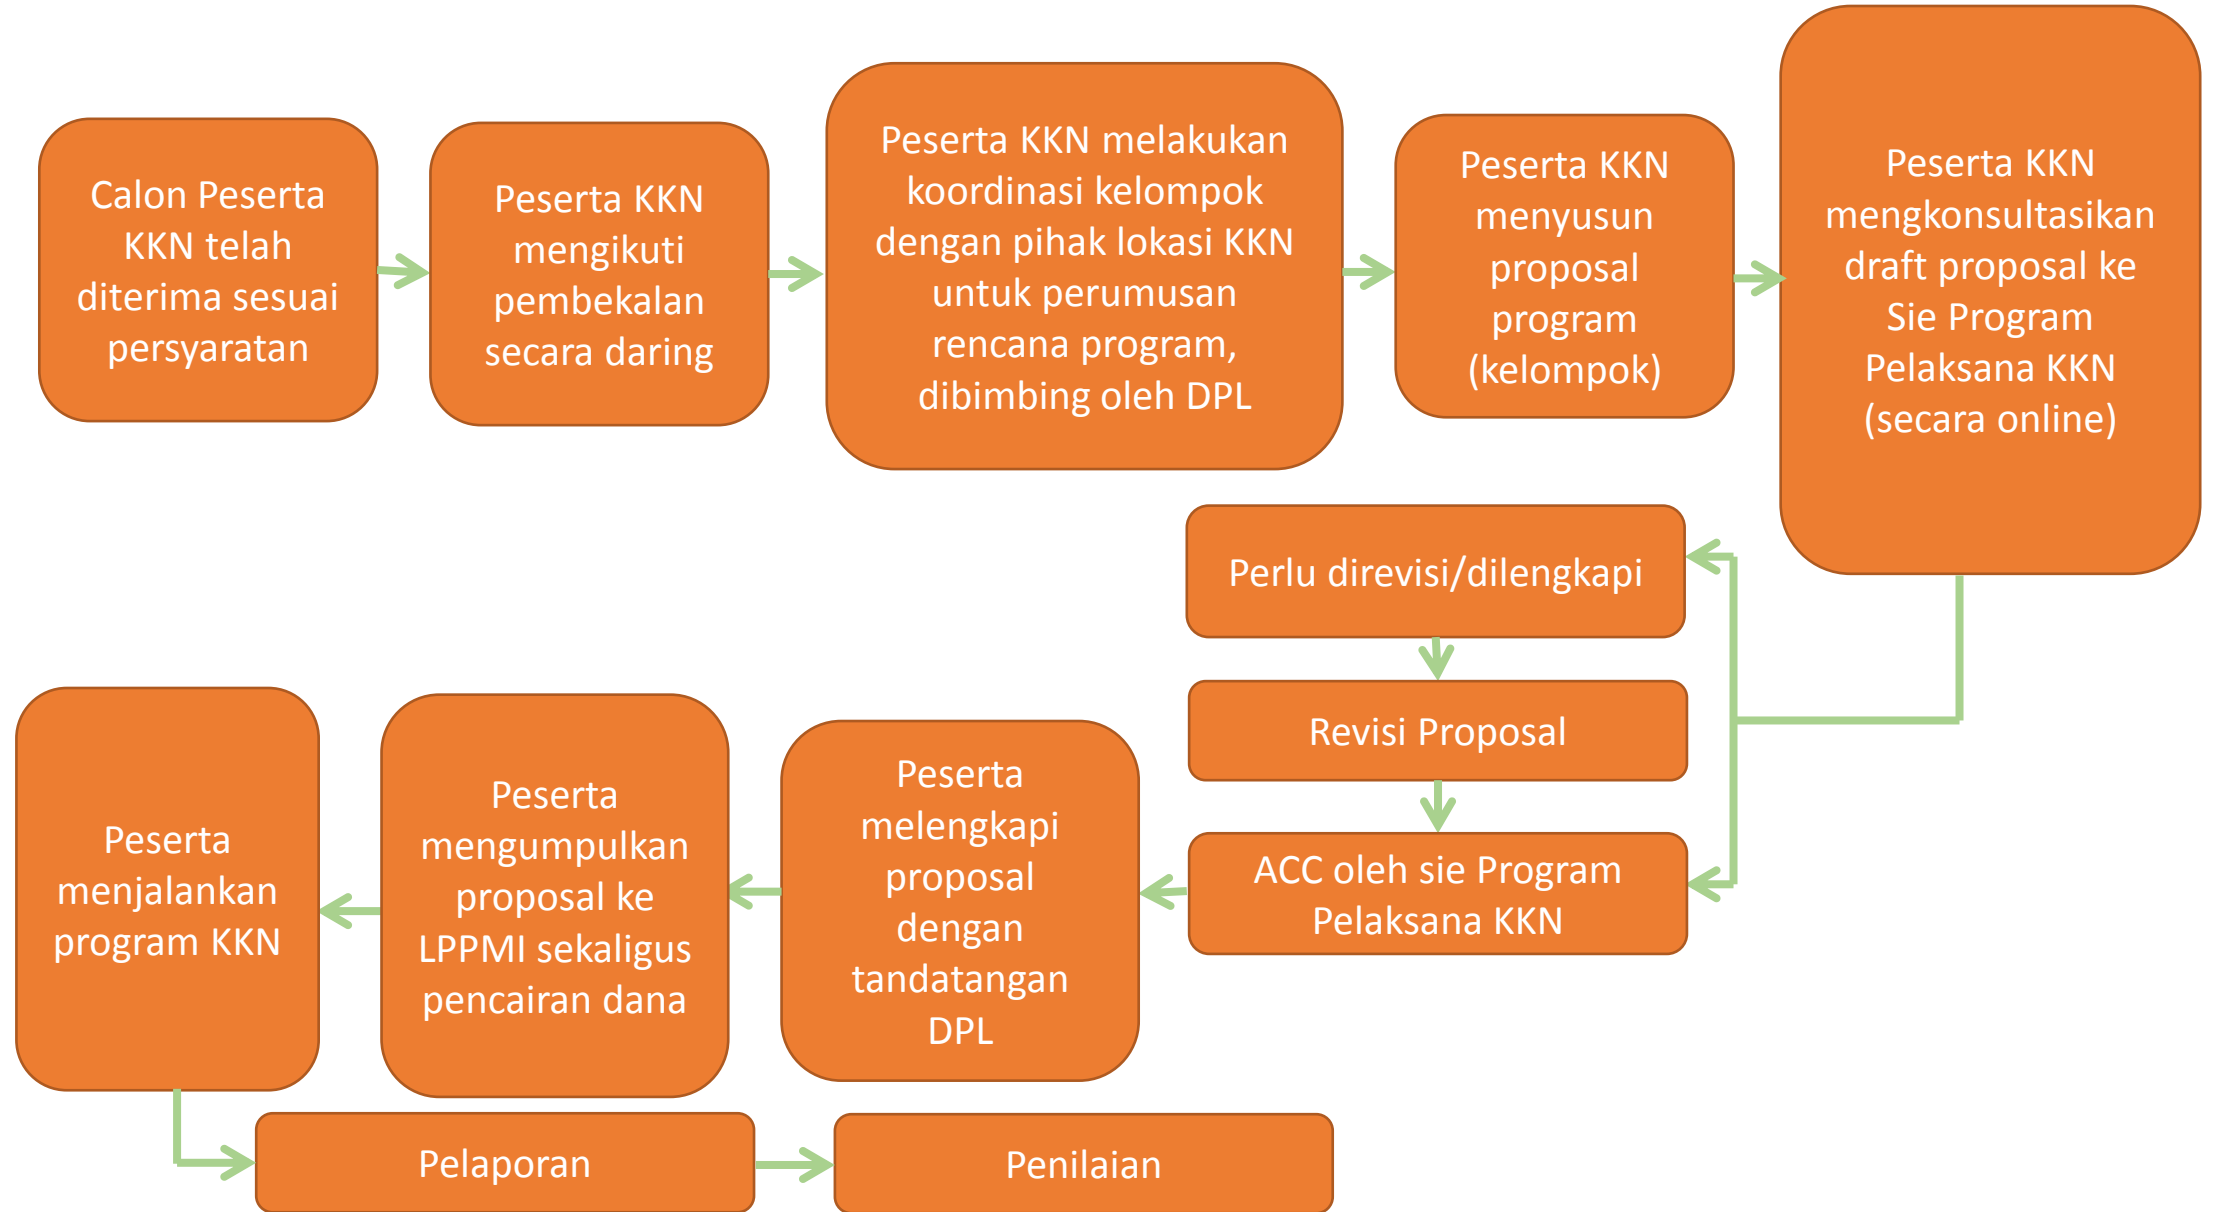 Calon Peserta
KKN telah
diterima sesuai
persyaratan
Peserta KKN
mengikuti
pembekalan
secara daring
Peserta KKN melakukan
koordinasi kelompok
dengan pihak lokasi KKN
untuk perumusan
rencana program,
dibimbing oleh DPL
Peserta KKN
menyusun
proposal
program
(kelompok)
Peserta KKN
mengkonsultasikan
draft proposal ke
Sie Program
Pelaksana KKN
(secara online)
Perlu direvisi/dilengkapi
Revisi Proposal
ACC oleh sie Program
Pelaksana KKN
Peserta
melengkapi
proposal
dengan
tandatangan
DPL
Peserta
mengumpulkan
proposal ke
LPPMI sekaligus
pencairan dana
Peserta
menjalankan
program KKN
Pelaporan
Penilaian